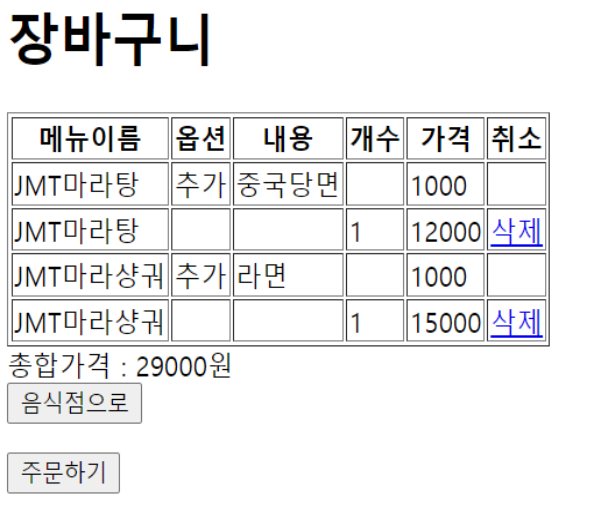 장바구니
메뉴이름 옵션 내용 개수 가격 취소
JMT마라탕 추가 중국당면 1000
JMT마라탕 1 12000 삭제
JMT마라샹궈 추가 라면 1000
JMT마라샹궈 1 15000 삭제
총합가격 : 29000원
음식점으로
주문하기